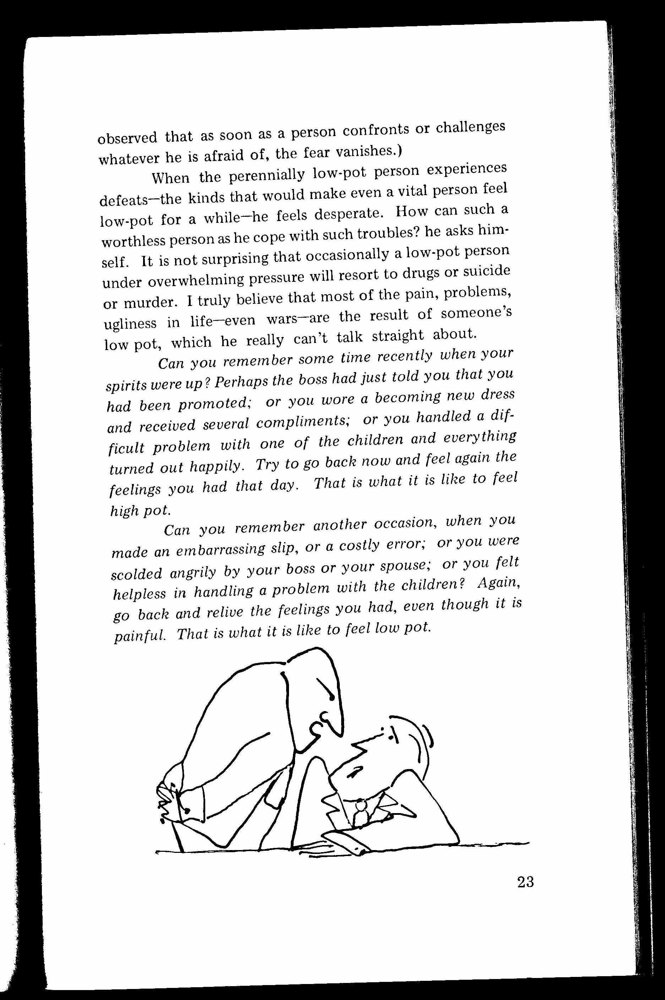 observed that as soon as a person confronts or challenges
whatever he is afraid of, the fear vanishes.)
When the perennially low-pot person experiences
defeats—the kinds that would make even a vital person feel
low-pot for a while—he feels desperate. How can such a
worthless person as he cope with such troubles? he asks him-
self. It is not surprising that occasionally a low-pot person
under overwhelming pressure will resort to drugs or suicide
or murder. I truly believe that most of the pain, problems,
ugliness in life—even wars—are the result of someone's
low pot, which he really can't talk straight about.
Can you remember some time recently when your
spirits were up? Perhaps the boss had just told you that you
had been promoted; or you wore a becoming new dress
and received several compliments; or you handled a dif-
ficult problem with one of the children and everything
turned out happily. Try to go back now and feel again the
feelings you had that day. That is what it is like to feel
high pot.
Can you remember another occasion, when you
made an embarrassing slip, or a costly error; or you were
scolded angrily by your boss or your spouse; or you felt
helpless in handling a problem with the children? Again,
go back and relive the feelings you had, even though it is
painful. That is what it is like to feel low pot.
23